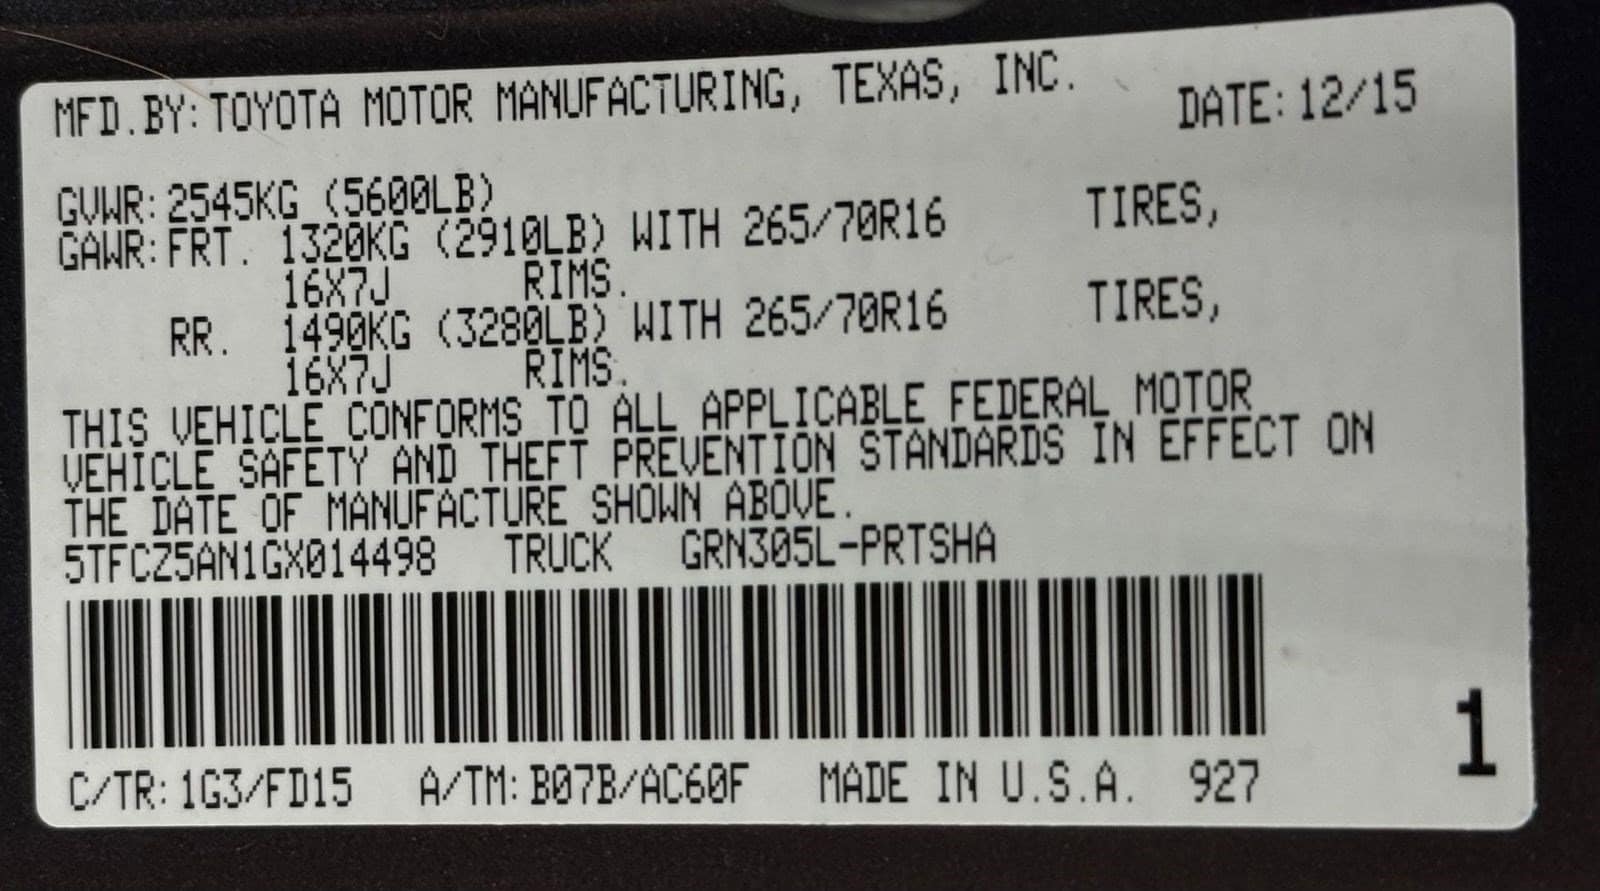 MFD.BY: TOYOTA MOTOR MANUFACTURING, TEXAS, INC. DATE: 12/15
GVWR: 2545KG (5600LB)
GAWR: FRT. 1320KG (2910LB) WITH 265/70R16 TIRES,
16X7J RIMS.
RR. 1490KG (3280LB) WITH 265/70R16 TIRES,
16X7J RIMS.
THIS VEHICLE CONFORMS TO ALL APPLICABLE FEDERAL MOTOR
VEHICLE SAFETY AND THEFT PREVENTION STANDARDS IN EFFECT ON
THE DATE OF MANUFACTURE SHOWN ABOVE.
5TFCZ5AN1GX014498 TRUCK GRN305L-PRTSHA
C/TR: 1G3/FD15 A/TM: B07B/AC60F MADE IN U.S.A. 927
1